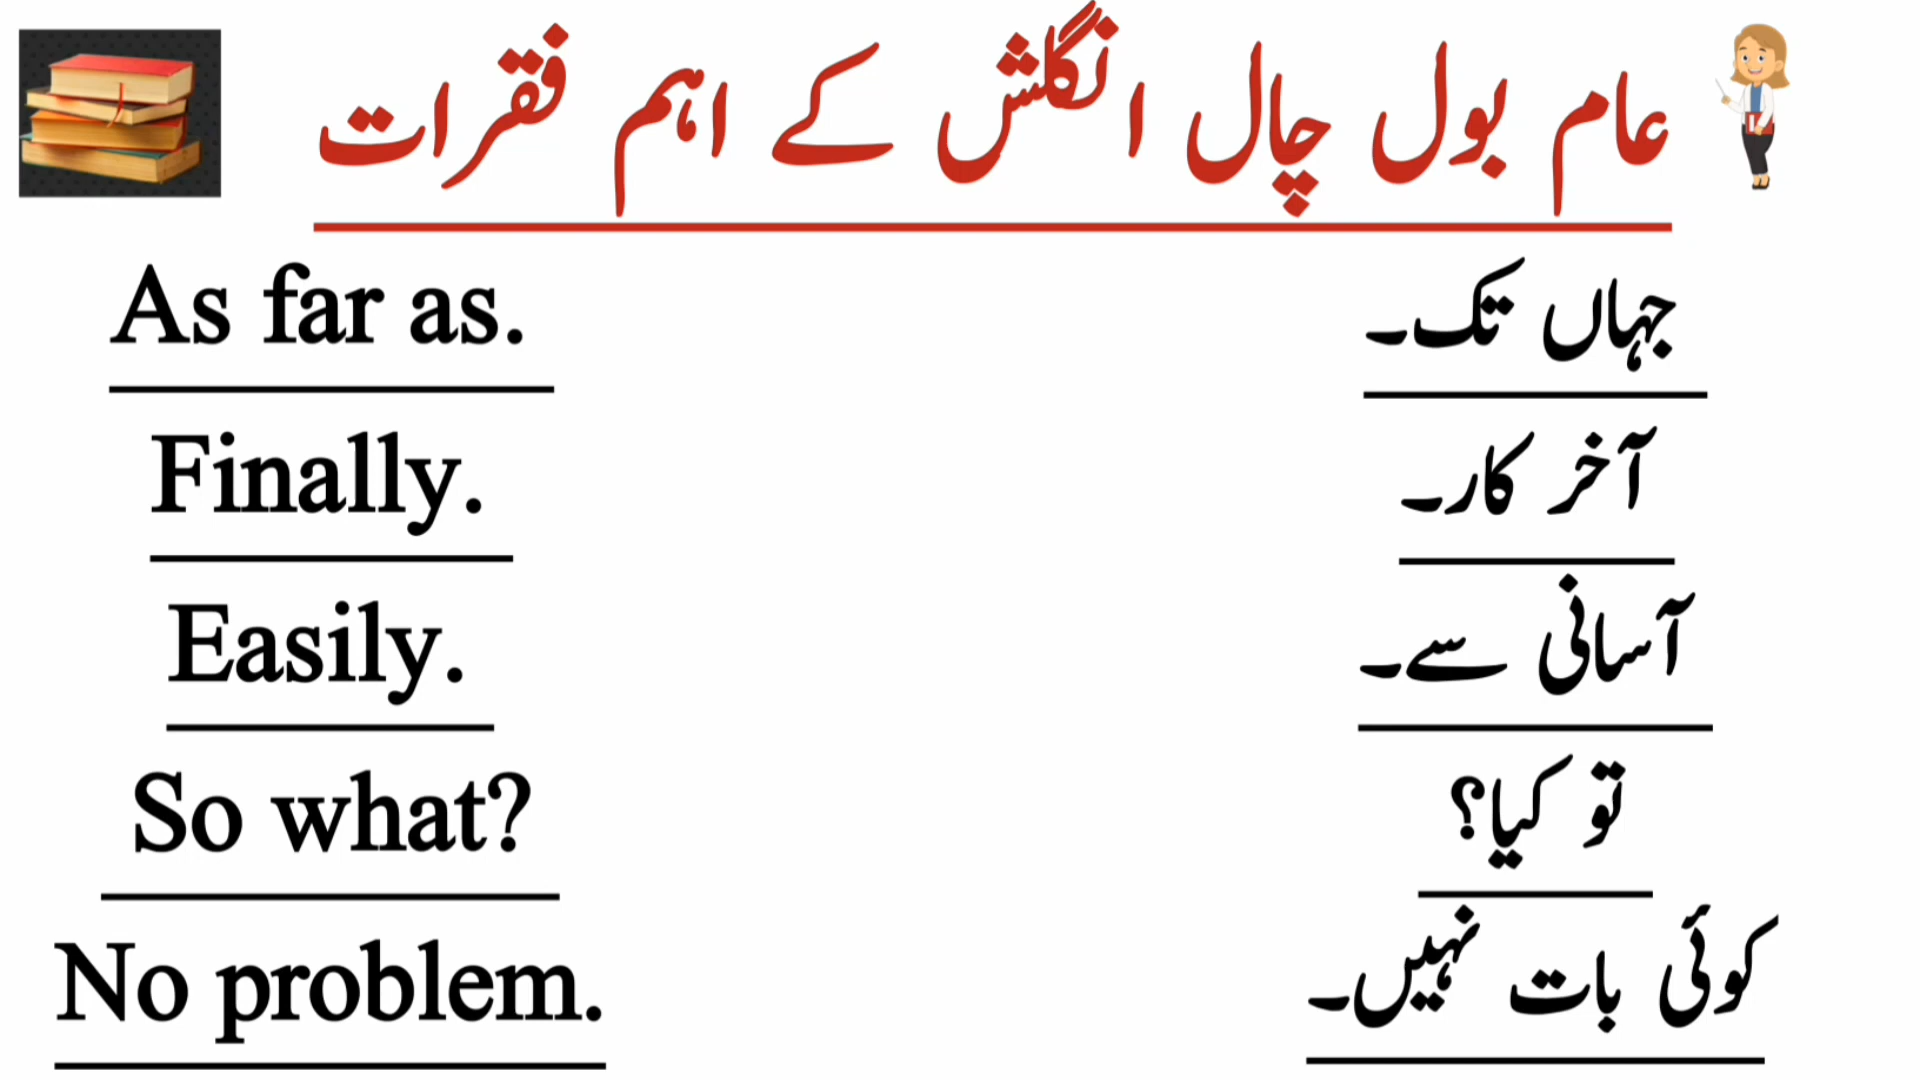 عام بول چال انگلش کے اہم فقرات
As far as. جہاں تک۔
Finally. آخر کار۔
Easily. آسانی سے۔
So what? تو کیا؟
No problem. کوئی بات نہیں۔